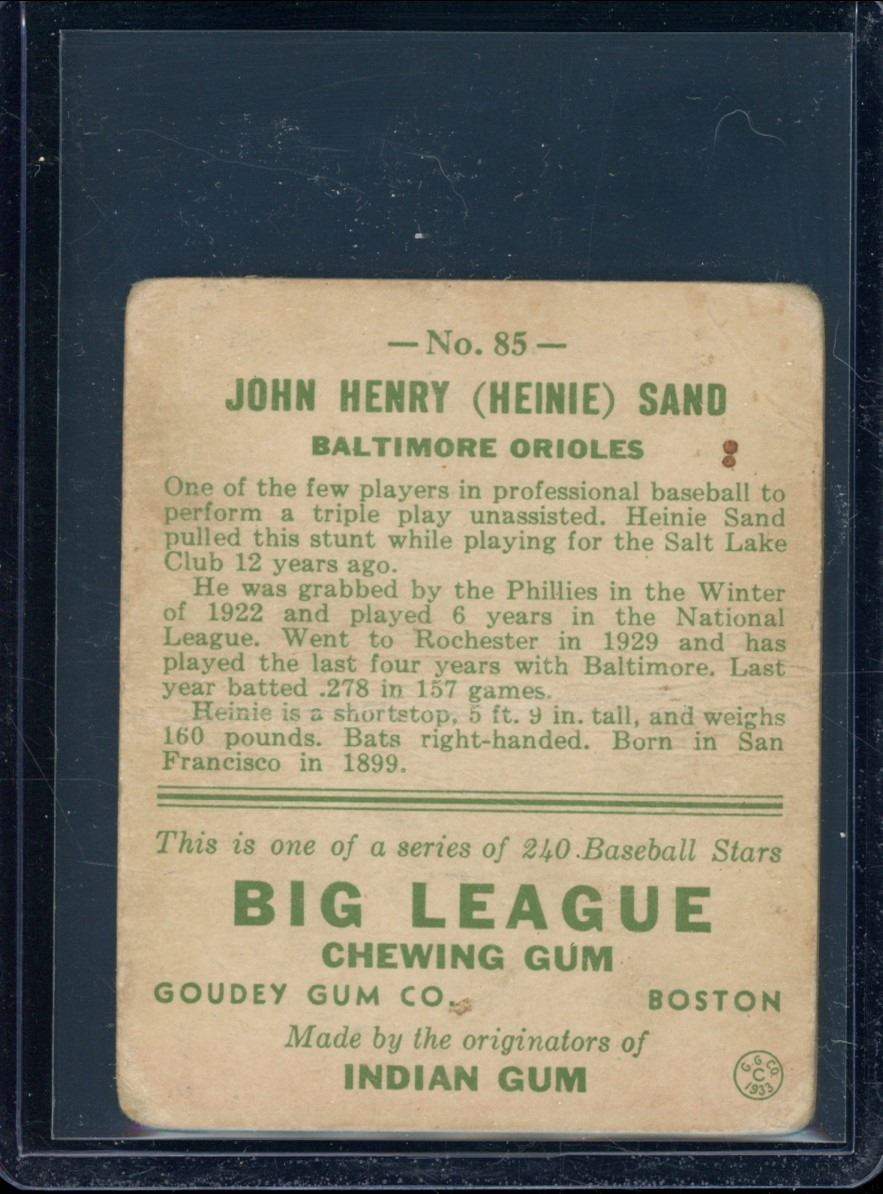 — No. 85 —
JOHN HENRY (HEINIE) SAND
BALTIMORE ORIOLES
One of the few players in professional baseball to
perform a triple play unassisted. Heinie Sand
pulled this stunt while playing for the Salt Lake
Club 12 years ago.
He was grabbed by the Phillies in the Winter
of 1922 and played 6 years in the National
League. Went to Rochester in 1929 and has
played the last four years with Baltimore. Last
year batted .278 in 157 games.
Heinie is a shortstop, 5 ft. 9 in. tall, and weighs
160 pounds. Bats right-handed. Born in San
Francisco in 1899.
This is one of a series of 240 Baseball Stars
BIG LEAGUE
CHEWING GUM
GOUDEY GUM CO. BOSTON
Made by the originators of
INDIAN GUM
G. G. CO.
C
1933